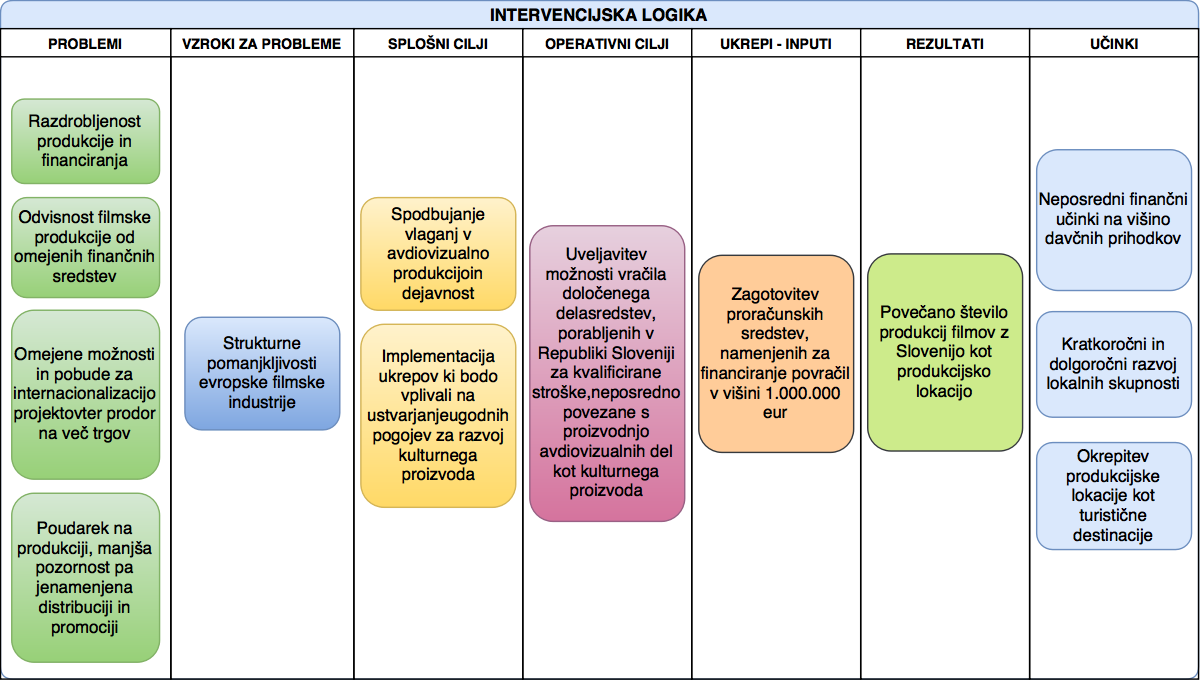 INTERVENCIJSKA LOGIKA
PROBLEMI
VZROKI ZA PROBLEME
SPLOŠNI CILJI
OPERATIVNI CILJI
UKREPI - INPUTI
REZULTATI
UČINKI
Razdrobljenost
produkcije in
financiranja
Odvisnost filmske
produkcije od
omejenih finančnih
sredstev
Omejene možnosti
in pobude za
internacionalizacijo
projektovter prodor
na več trgov
Poudarek na
produkciji, manjša
pozornost pa
jenamenjena
distribuciji in
promociji
Strukturne
pomanjkljivosti
evropske filmske
industrije
Spodbujanje
vlaganj v
avdiovizualno
produkcijoin
dejavnost
Implementacija
ukrepov ki bodo
vplivali na
ustvarjanjeugodnih
pogojev za razvoj
kulturnega
proizvoda
Uveljavitev
možnosti vračila
določenega
delasredstev,
porabljenih v
Republiki Sloveniji
za kvalificirane
stroške,neposredno
povezane s
proizvodnjo
avdiovizualnih del
kot kulturnega
proizvoda
Zagotovitev
proračunskih
sredstev,
namenjenih za
financiranje povračil
v višini 1.000.000
eur
Povečano število
produkcij filmov z
Slovenijo kot
produkcijsko
lokacijo
Neposredni finančni
učinki na višino
davčnih prihodkov
Kratkoročni in
dolgoročni razvoj
lokalnih skupnosti
Okrepitev
produkcijske
lokacije kot
turistične
destinacije